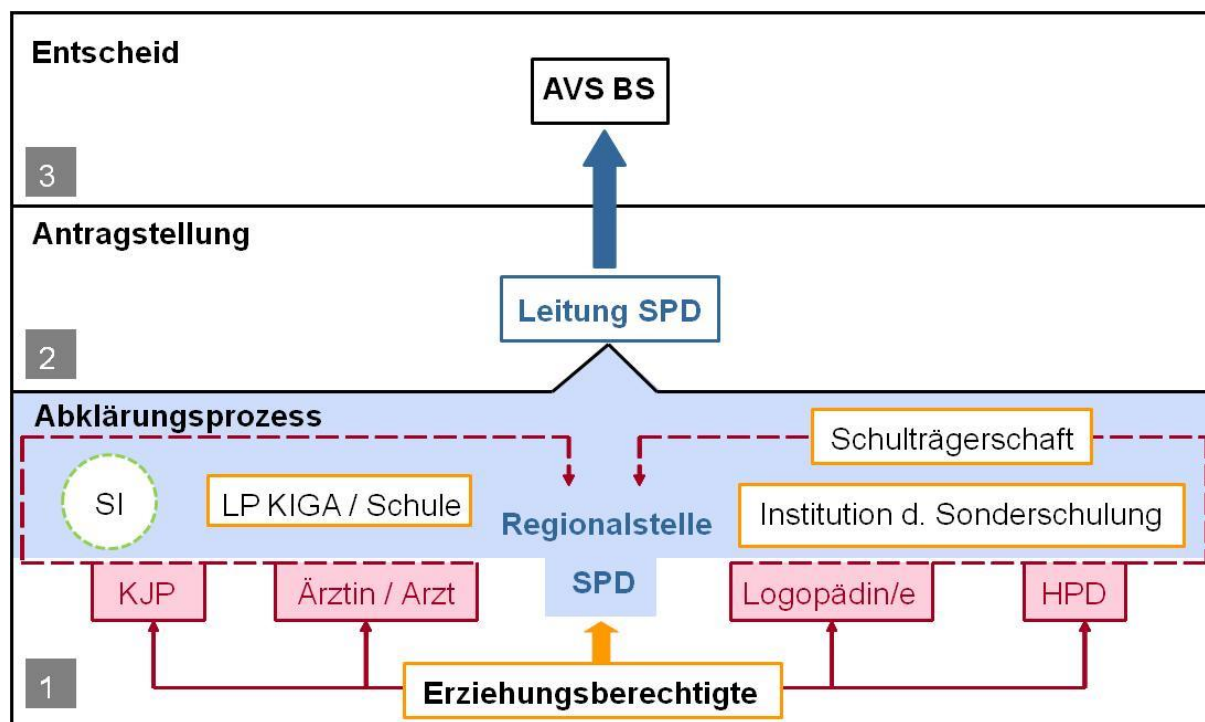 Entscheid
AVS BS
3
Antragstellung
Leitung SPD
2
Abklärungsprozess
Schulträgerschaft
SI
LP KIGA / Schule
Institution d. Sonderschulung
Regionalstelle
SPD
KJP
Ärztin / Arzt
Logopädin/e
HPD
Erziehungsberechtigte
1